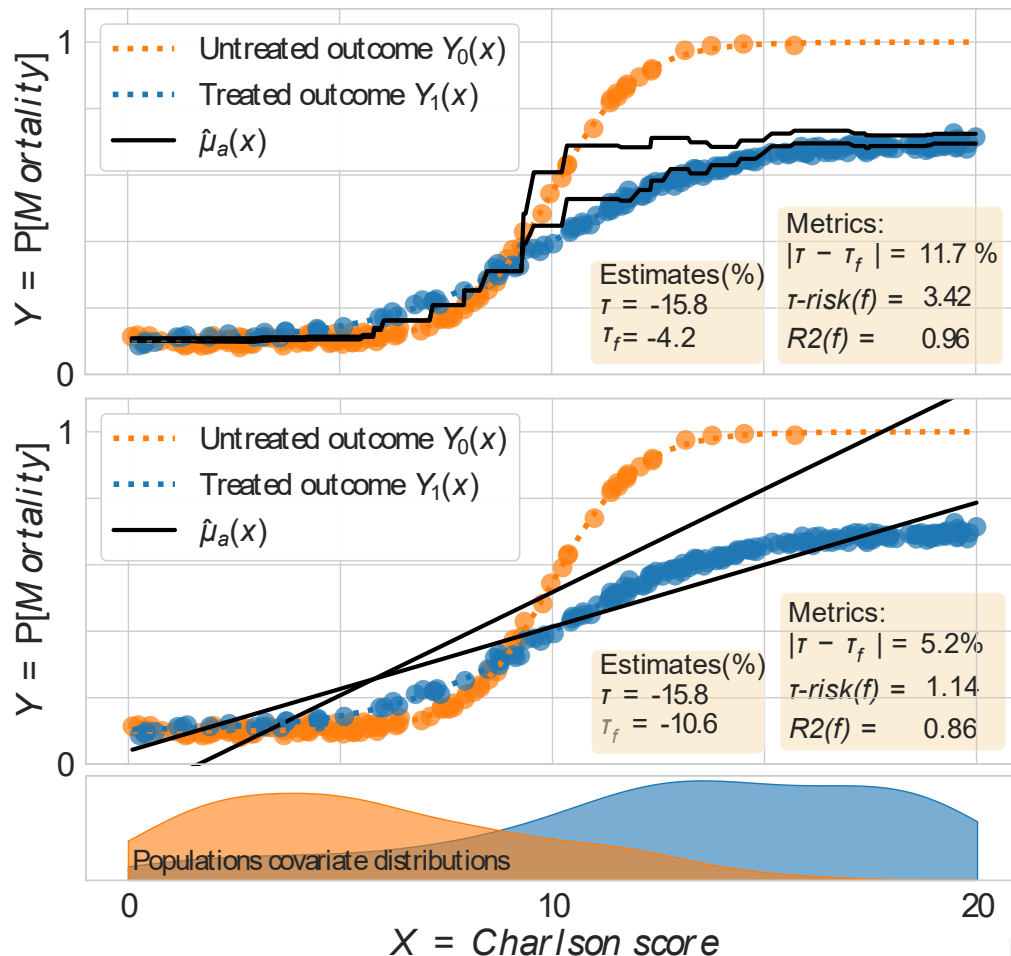 1
Untreated outcome Y₀(x)
Treated outcome Y₁(x)
μ̂ₐ(x)
Y = P[Mortality]
Metrics:
|τ − τ_f | = 11.7 %
τ-risk(f) = 3.42
R2(f) = 0.96
Estimates(%)
τ = -15.8
τ_f = -4.2
0
1
Untreated outcome Y₀(x)
Treated outcome Y₁(x)
μ̂ₐ(x)
Y = P[Mortality]
Metrics:
|τ − τ_f | = 5.2%
τ-risk(f) = 1.14
R2(f) = 0.86
Estimates(%)
τ = -15.8
τ_f = -10.6
0
Populations covariate distributions
0 10 20
X = Charlson score